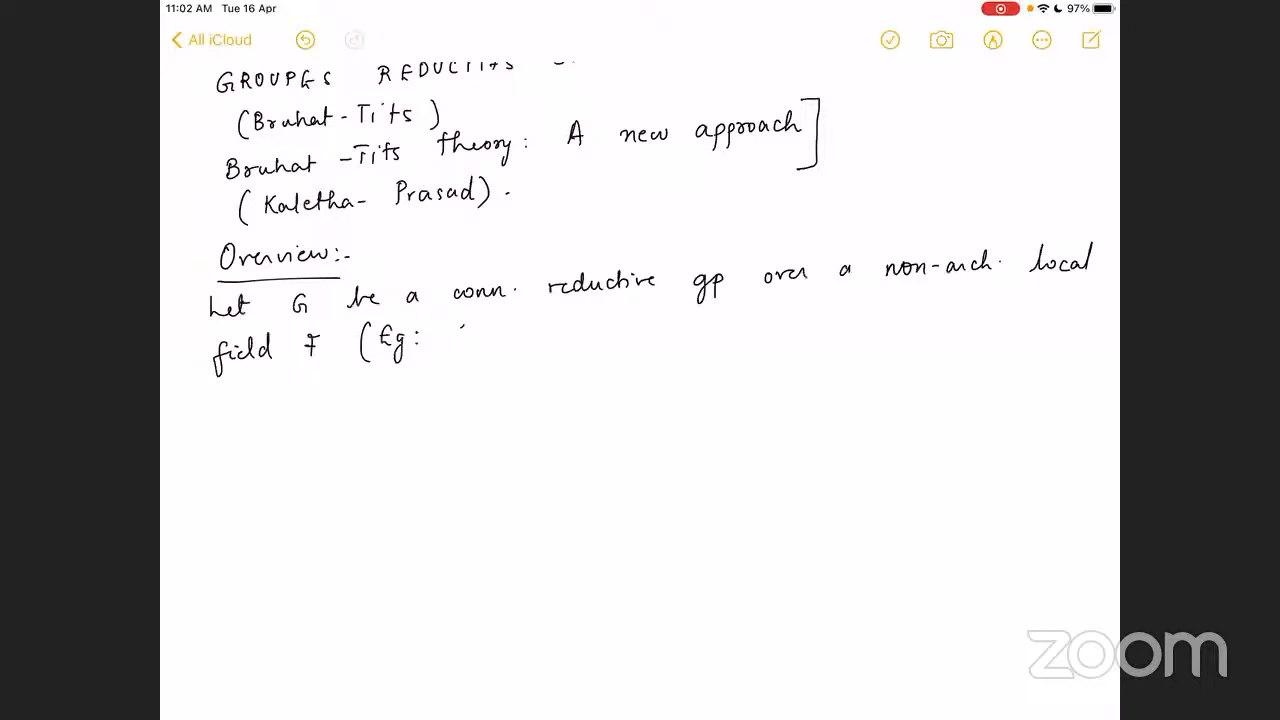 11:02 AM Tue 16 Apr
97%
All iCloud
GROUPES REDUCTIFS
(Bruhat - Tits)
Bruhat - Tits theory: A new approach]
(Kaletha - Prasad).
Overview:-
Let G be a conn. reductive gp over a non-arch. local
field F (Eg:
zoom